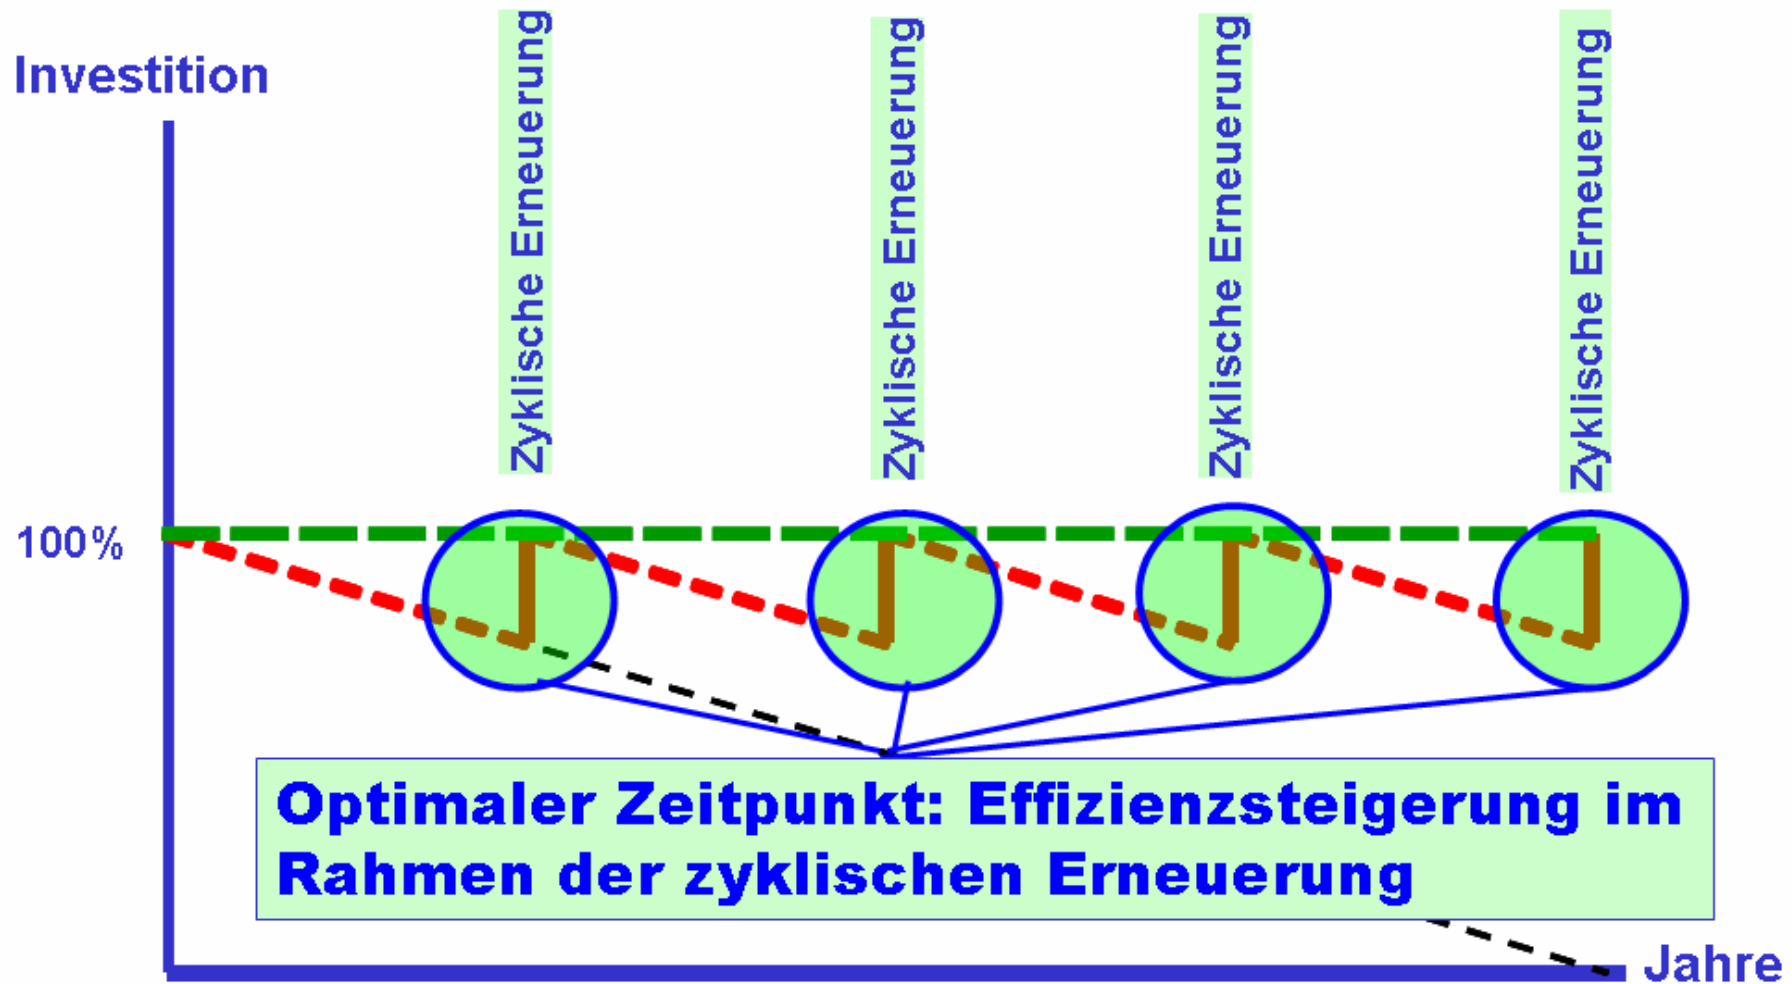 Investition
Zyklische Erneuerung
Zyklische Erneuerung
Zyklische Erneuerung
Zyklische Erneuerung
100%
Optimaler Zeitpunkt: Effizienzsteigerung im
Rahmen der zyklischen Erneuerung
Jahre